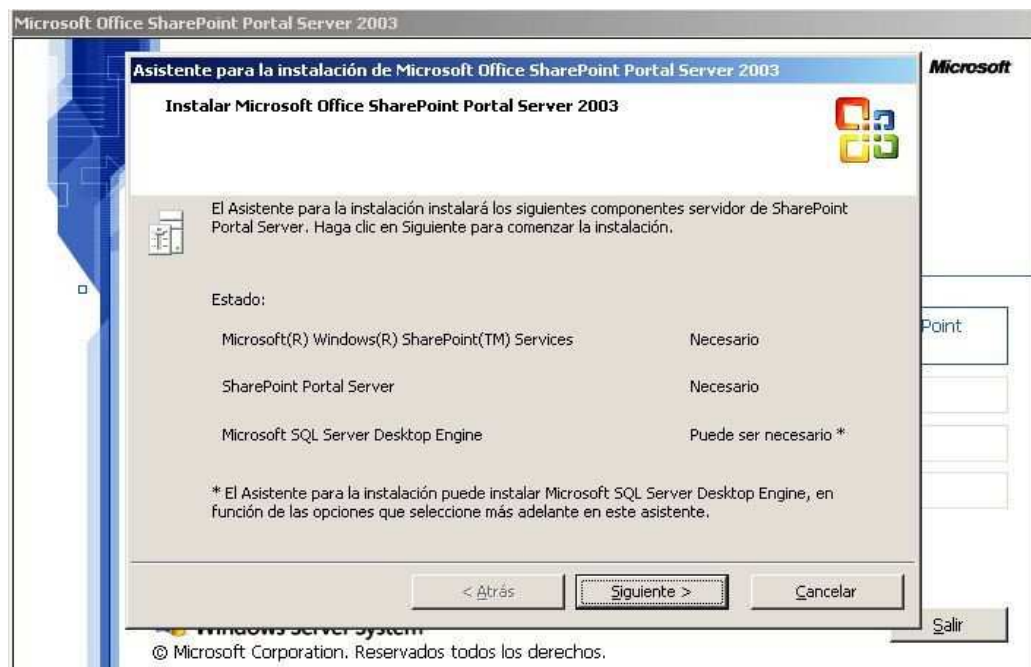 Microsoft Office SharePoint Portal Server 2003
Asistente para la instalación de Microsoft Office SharePoint Portal Server 2003
Microsoft
Instalar Microsoft Office SharePoint Portal Server 2003
El Asistente para la instalación instalará los siguientes componentes servidor de SharePoint
Portal Server. Haga clic en Siguiente para comenzar la instalación.
Estado:
Point
Microsoft(R) Windows(R) SharePoint(TM) Services Necesario
SharePoint Portal Server Necesario
Microsoft SQL Server Desktop Engine Puede ser necesario *
* El Asistente para la instalación puede instalar Microsoft SQL Server Desktop Engine, en
función de las opciones que seleccione más adelante en este asistente.
< Atrás Siguiente > Cancelar
Windows Server System
Salir
© Microsoft Corporation. Reservados todos los derechos.